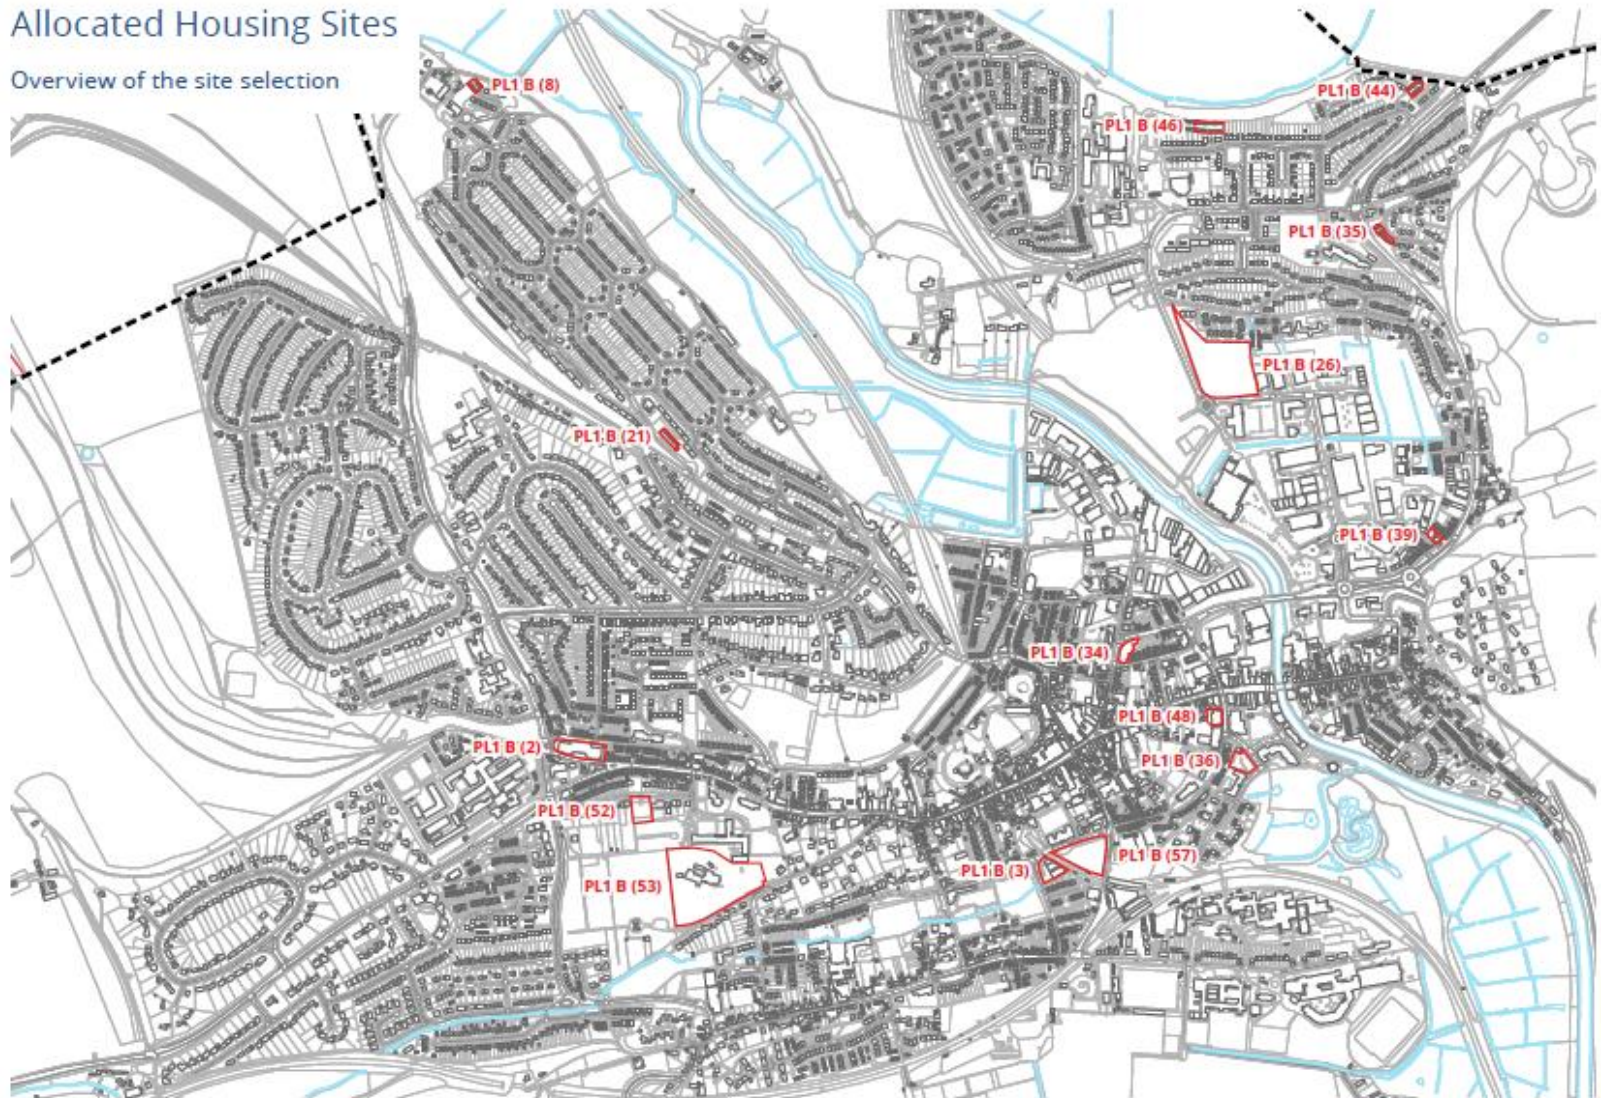 Allocated Housing Sites
Overview of the site selection
PL1 B (8)
PL1 B (44)
PL1 B (46)
PL1 B (35)
PL1 B (26)
PL1 B (21)
PL1 B (39)
PL1 B (34)
PL1 B (48)
PL1 B (2)
PL1 B (36)
PL1 B (52)
PL1 B (57)
PL1 B (3)
PL1 B (53)